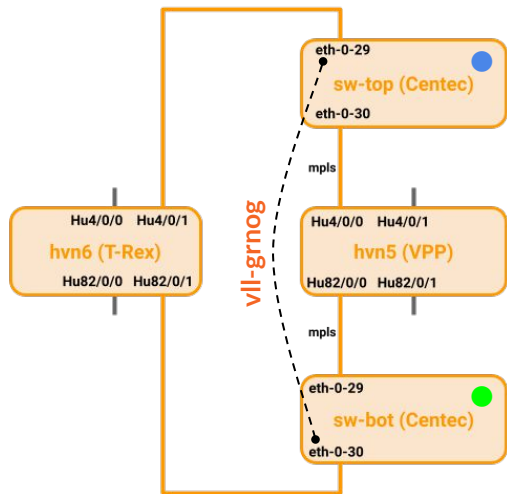 eth-0-29
sw-top (Centec)
eth-0-30
mpls
vll-grnog
Hu4/0/0 Hu4/0/1
hvn6 (T-Rex)
Hu82/0/0 Hu82/0/1
Hu4/0/0 Hu4/0/1
hvn5 (VPP)
Hu82/0/0 Hu82/0/1
mpls
eth-0-29
sw-bot (Centec)
eth-0-30